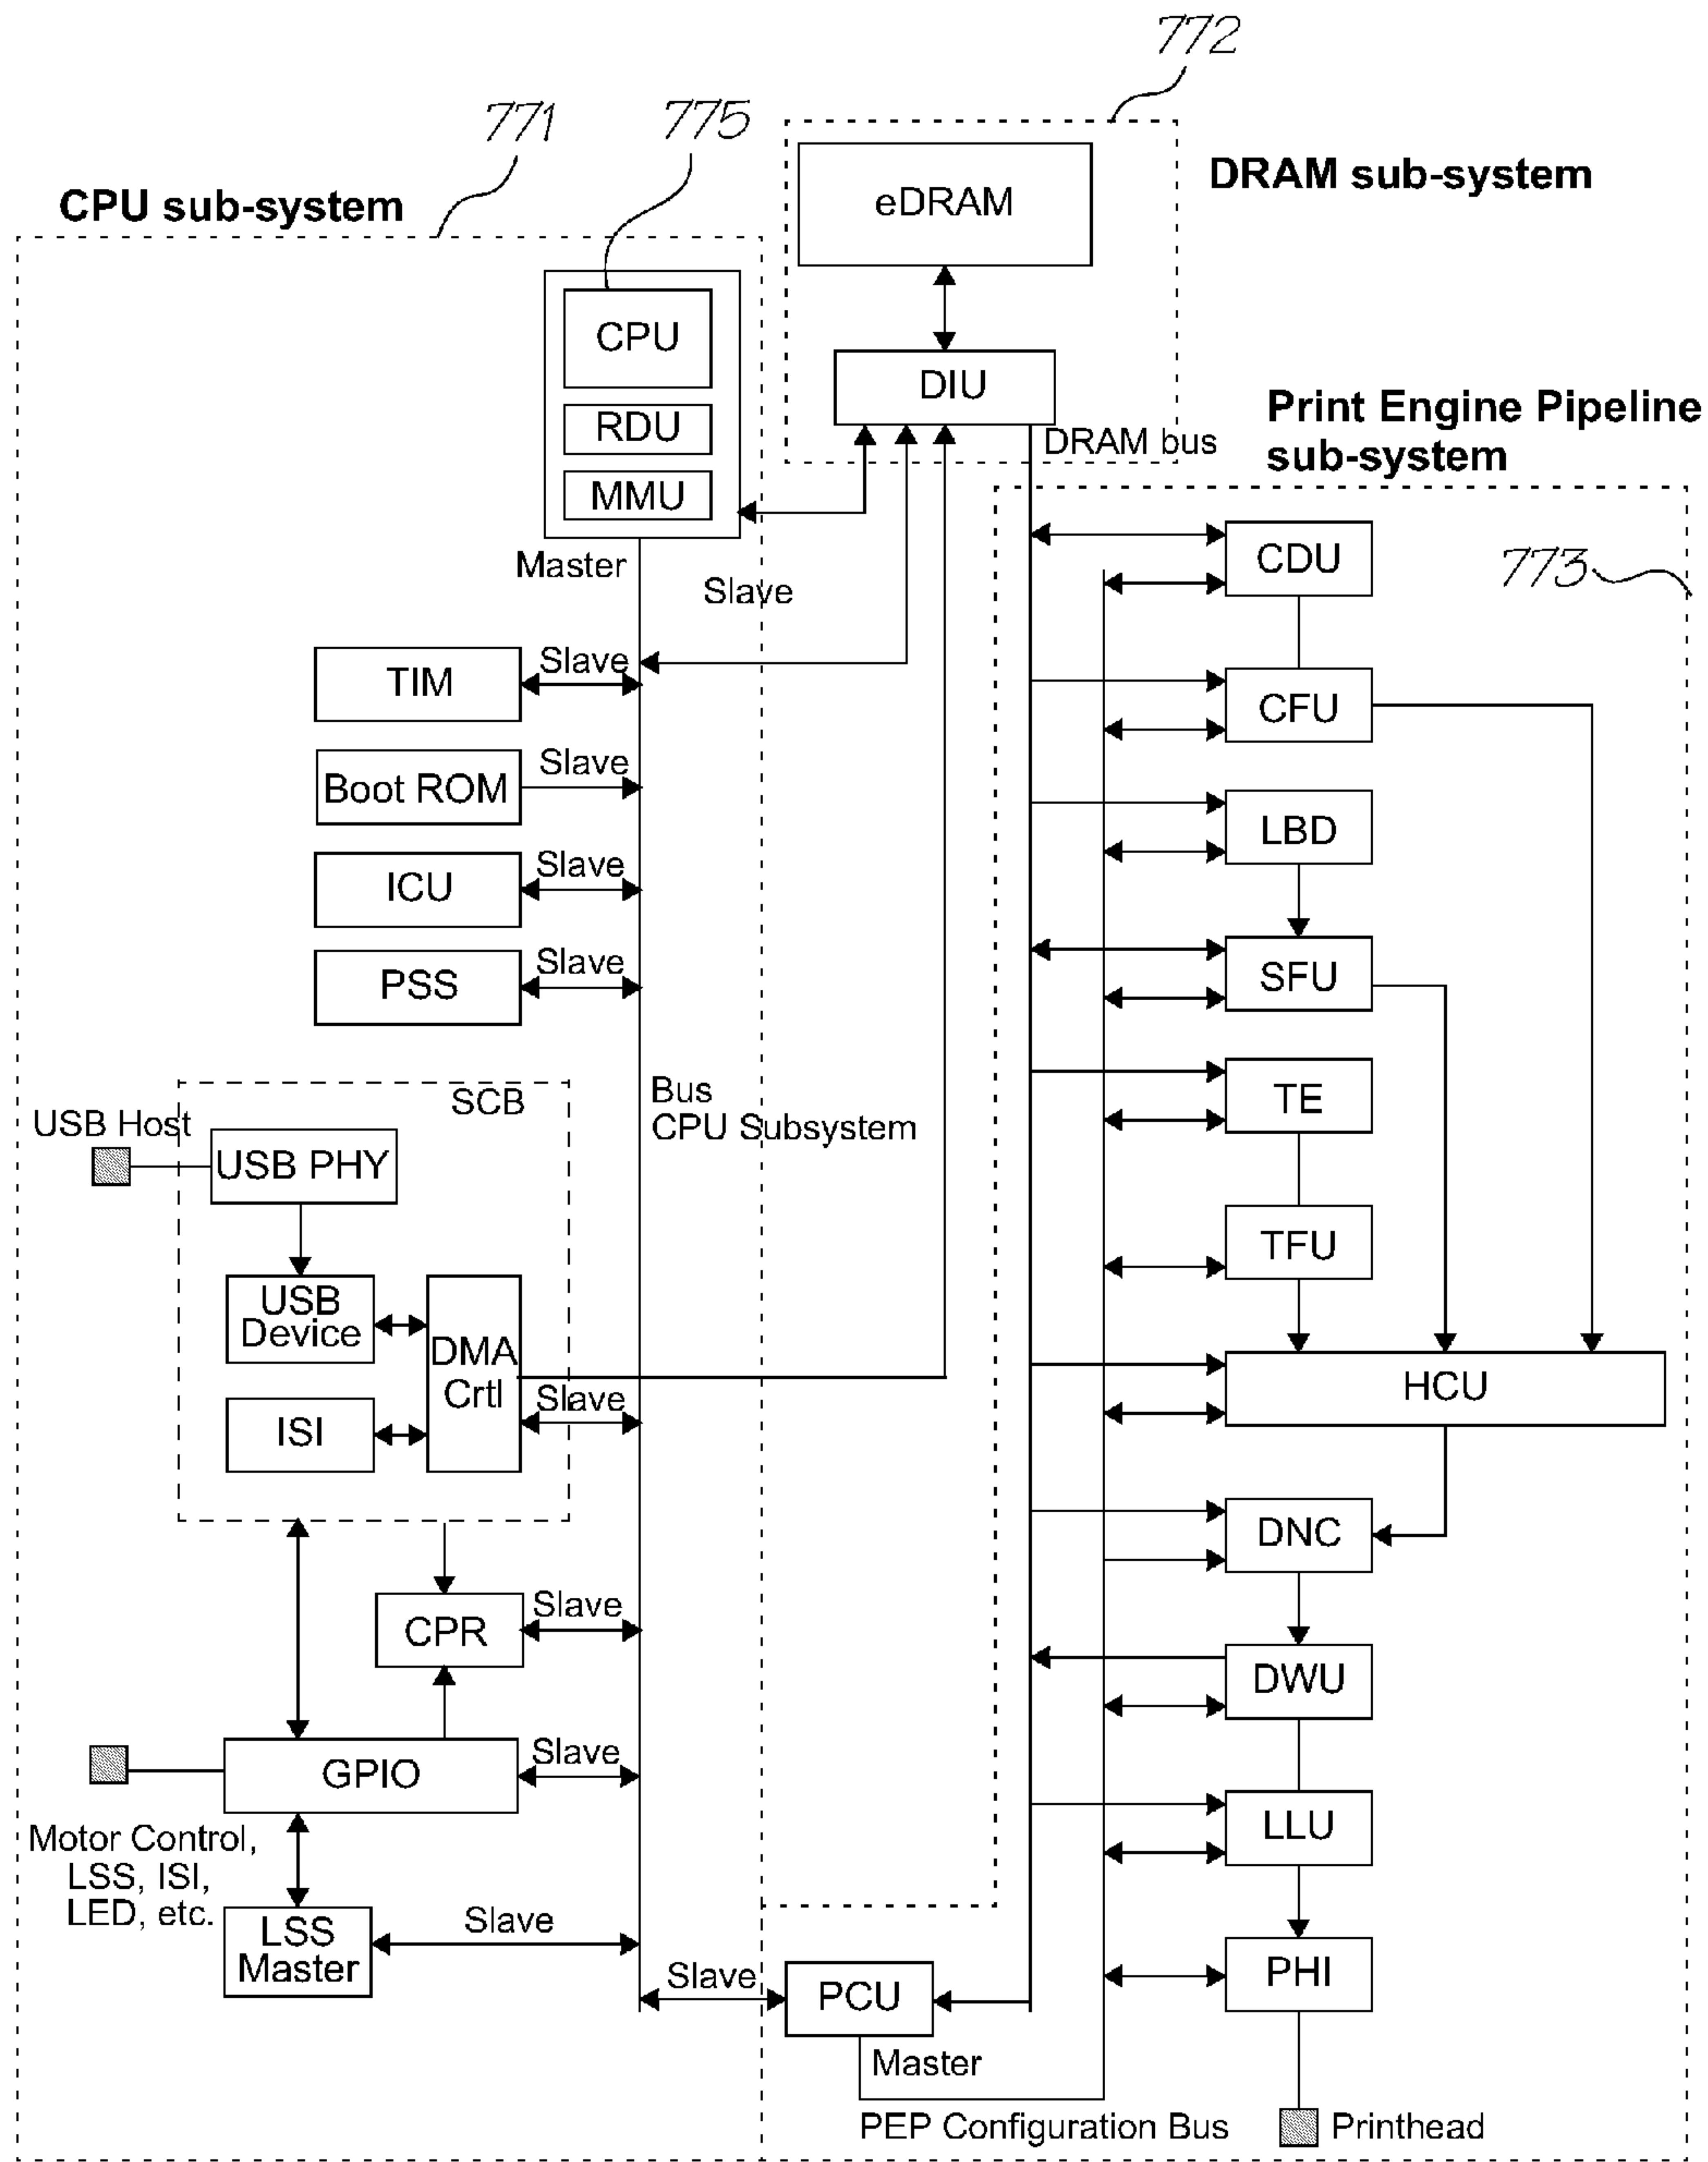 772
771
775
DRAM sub-system
CPU sub-system
eDRAM
CPU
DIU
Print Engine Pipeline
sub-system
RDU
DRAM bus
MMU
Master
Slave
CDU
773
TIM
Slave
CFU
Boot ROM
Slave
LBD
ICU
Slave
PSS
Slave
SFU
SCB
Bus
CPU Subsystem
TE
USB Host
USB PHY
TFU
USB
Device
DMA
Crtl
Slave
HCU
ISI
DNC
CPR
Slave
DWU
GPIO
Slave
Motor Control,
LSS, ISI,
LED, etc.
LLU
LSS
Master
Slave
Slave
PCU
PHI
Master
PEP Configuration Bus
Printhead